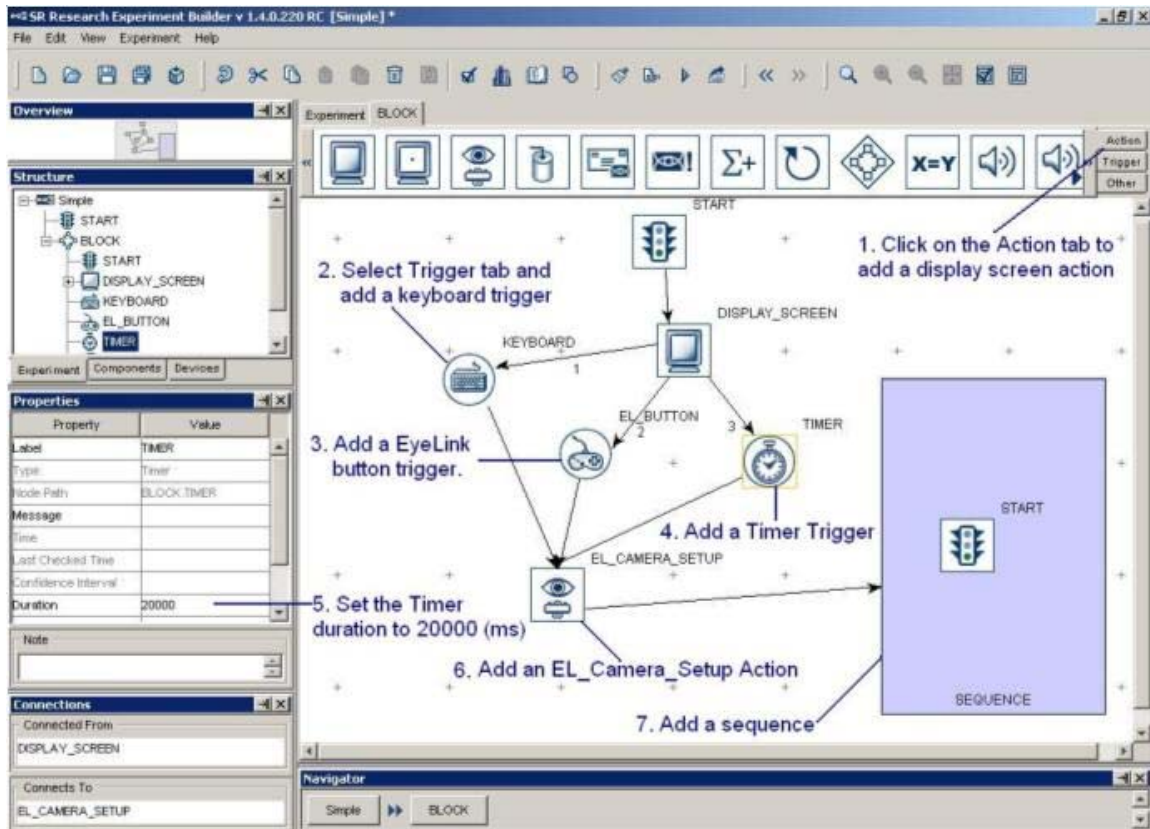 SR Research Experiment Builder v 1.4.0.220 RC [Simple] *
File Edit View Experiment Help
Overview
Structure
Simple
START
BLOCK
START
DISPLAY_SCREEN
KEYBOARD
EL_BUTTON
TIMER
Experiment Components Devices
Properties
Property Value
Label TIMER
Type Timer
Node Path BLOCK.TIMER
Message
Time
Last Checked Time
Confidence Interval
Duration 20000
Note
Connections
Connected From
DISPLAY_SCREEN
Connects To
EL_CAMERA_SETUP
Experiment BLOCK
Σ+
X=Y
Action
Trigger
Other
START
1. Click on the Action tab to
add a display screen action
2. Select Trigger tab and
add a keyboard trigger
DISPLAY_SCREEN
KEYBOARD
1
EL_BUTTON
2
3
TIMER
3. Add a EyeLink
button trigger.
4. Add a Timer Trigger
START
EL_CAMERA_SETUP
5. Set the Timer
duration to 20000 (ms)
6. Add an EL_Camera_Setup Action
7. Add a sequence
SEQUENCE
Navigator
Simple BLOCK